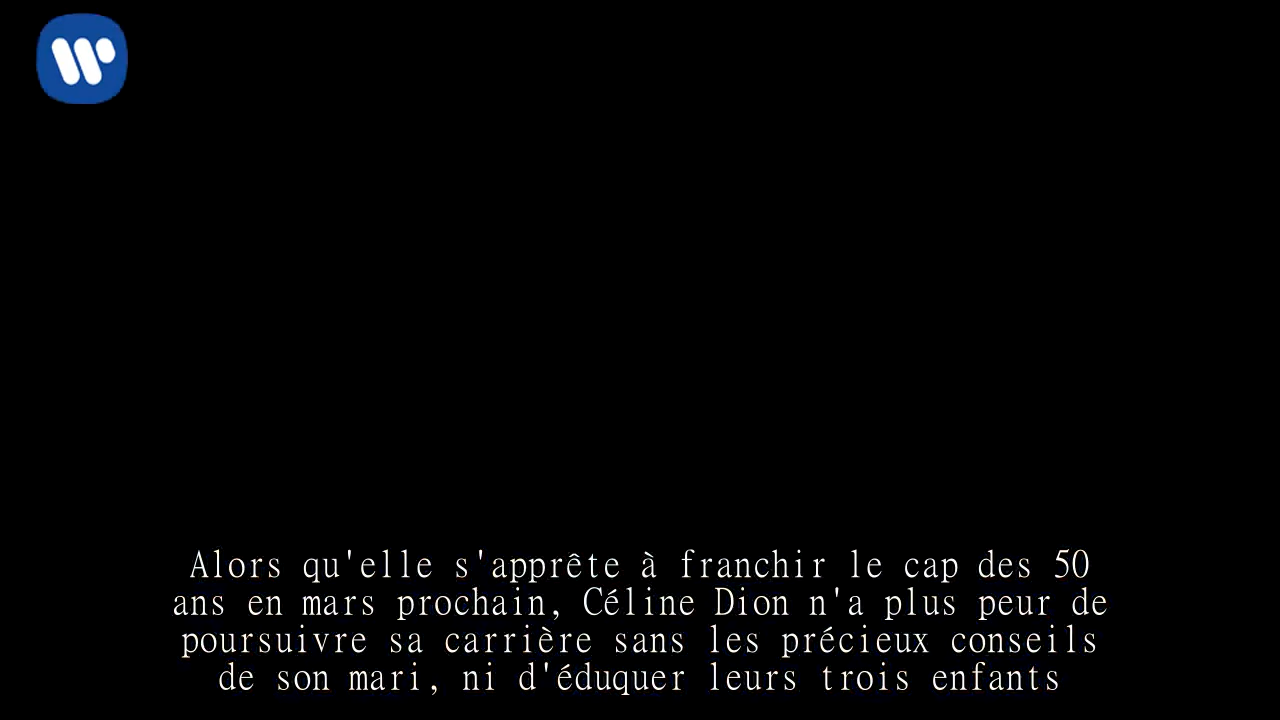 Alors qu'elle s'apprête à franchir le cap des 50
ans en mars prochain, Céline Dion n'a plus peur de
poursuivre sa carrière sans les précieux conseils
de son mari, ni d'éduquer leurs trois enfants